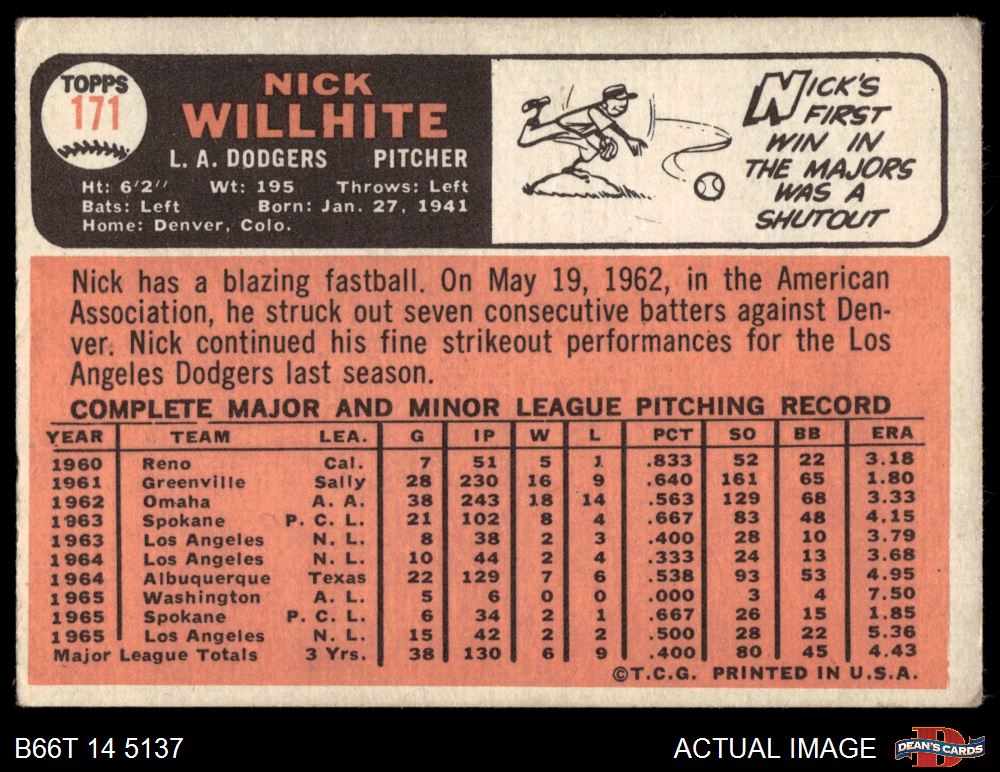 TOPPS
171
NICK
WILLHITE
L. A. DODGERS PITCHER
Ht: 6'2" Wt: 195 Throws: Left
Bats: Left Born: Jan. 27, 1941
Home: Denver, Colo.
NICK'S
FIRST
WIN IN
THE MAJORS
WAS A
SHUTOUT
Nick has a blazing fastball. On May 19, 1962, in the American
Association, he struck out seven consecutive batters against Den-
ver. Nick continued his fine strikeout performances for the Los
Angeles Dodgers last season.
COMPLETE MAJOR AND MINOR LEAGUE PITCHING RECORD
YEAR TEAM LEA. G IP W L PCT SO BB ERA
1960 Reno Cal. 7 51 5 1 .833 52 22 3.18
1961 Greenville Sally 28 230 16 9 .640 161 65 1.80
1962 Omaha A. A. 38 243 18 14 .563 129 68 3.33
1963 Spokane P. C. L. 21 102 8 4 .667 83 48 4.15
1963 Los Angeles N. L. 8 38 2 3 .400 28 10 3.79
1964 Los Angeles N. L. 10 44 2 4 .333 24 13 3.68
1964 Albuquerque Texas 22 129 7 6 .538 93 53 4.95
1965 Washington A. L. 5 6 0 0 .000 3 4 7.50
1965 Spokane P. C. L. 6 34 2 1 .667 26 15 1.85
1965 Los Angeles N. L. 15 42 2 2 .500 28 22 5.36
Major League Totals 3 Yrs. 38 130 6 9 .400 80 45 4.43
©T.C.G. PRINTED IN U.S.A.
B66T 14 5137
ACTUAL IMAGE
D
DEAN'S CARDS